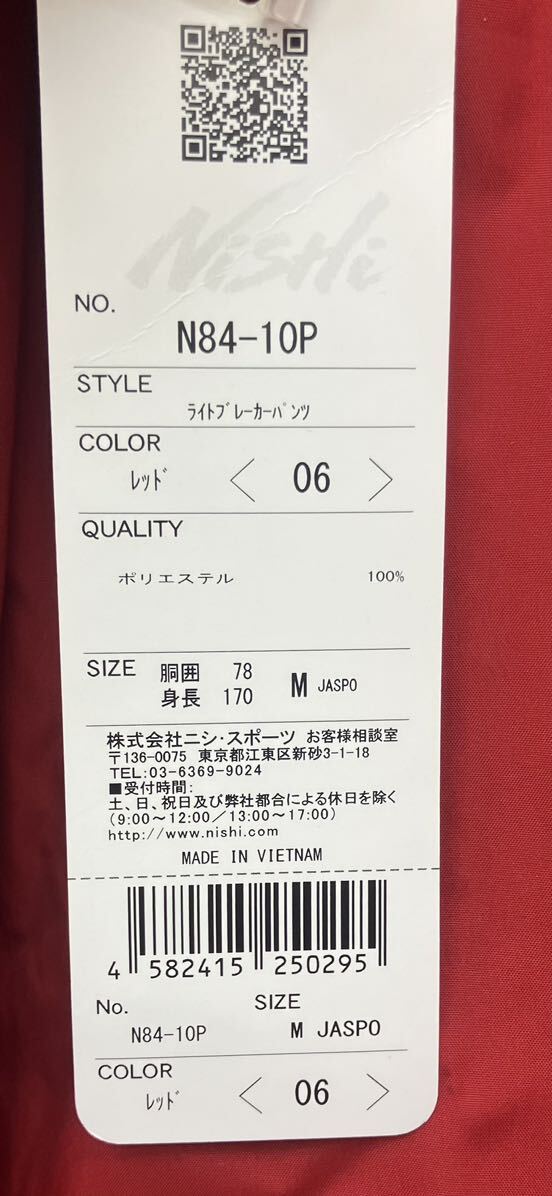 NiSHi
NO.
N84-10P
STYLE
ﾗｲﾄﾌﾞﾚｰｶｰﾊﾟﾝﾂ
COLOR
ﾚｯﾄﾞ < 06 >
QUALITY
ポリエステル 100%
SIZE 胴囲 78 M JASPO
身長 170
株式会社ニシ・スポーツ お客様相談室
〒136-0075 東京都江東区新砂3-1-18
TEL:03-6369-9024
■受付時間:
土、日、祝日及び弊社都合による休日を除く
(9:00~12:00/13:00~17:00)
http://www.nishi.com
MADE IN VIETNAM
4 582415 250295
No. SIZE
N84-10P M JASPO
COLOR
ﾚｯﾄﾞ < 06 >